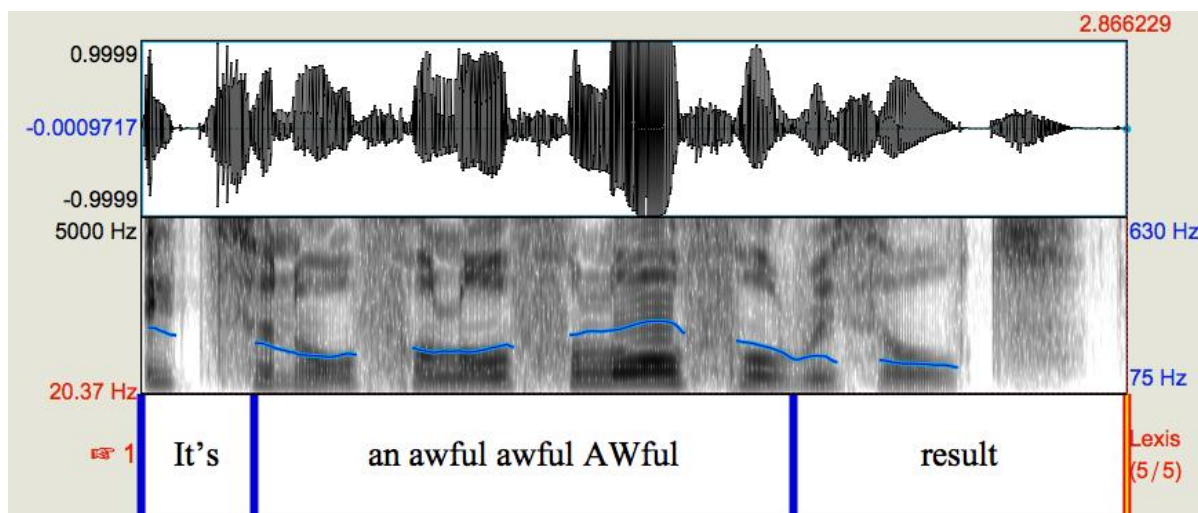 2.866229
0.9999
-0.0009717
-0.9999
5000 Hz
630 Hz
20.37 Hz
75 Hz
☞ 1
It's
an awful awful AWful
result
Lexis
(5/5)